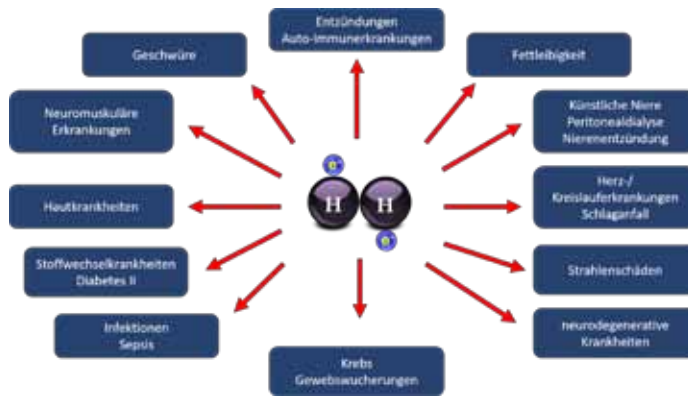 Entzündungen
Auto-Immunerkrankungen
Geschwüre
Fettleibigkeit
Neuromuskuläre
Erkrankungen
Künstliche Niere
Peritonealdialyse
Nierenentzündung
H H
Hautkrankheiten
Herz-/
Kreislauferkrankungen
Schlaganfall
Stoffwechselkrankheiten
Diabetes II
Strahlenschäden
Infektionen
Sepsis
neurodegenerative
Krankheiten
Krebs
Gewebswucherungen